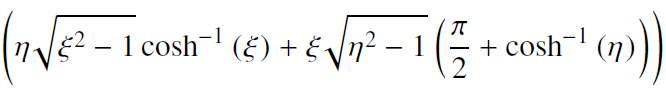 (η√(ξ² − 1) cosh⁻¹ (ξ) + ξ√(η² − 1) (π/2 + cosh⁻¹ (η)))